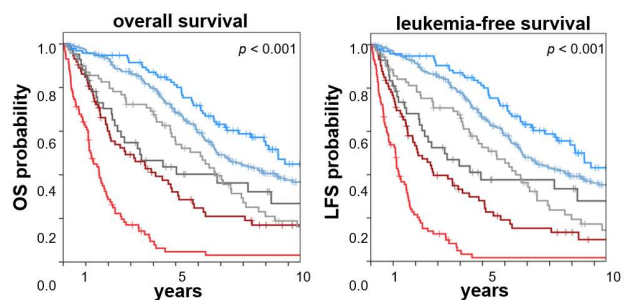 overall survival
p < 0.001
OS probability
1.0
0.8
0.6
0.4
0.2
0.0
1
5
10
years
leukemia-free survival
p < 0.001
LFS probability
1.0
0.8
0.6
0.4
0.2
0.0
1
5
10
years